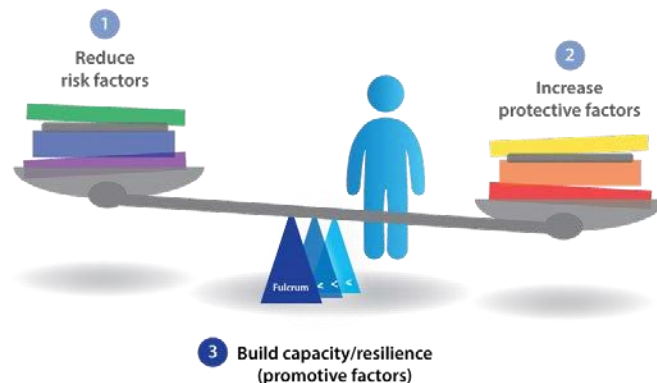 1
Reduce
risk factors
2
Increase
protective factors
Fulcrum < < <
3 Build capacity/resilience
(promotive factors)